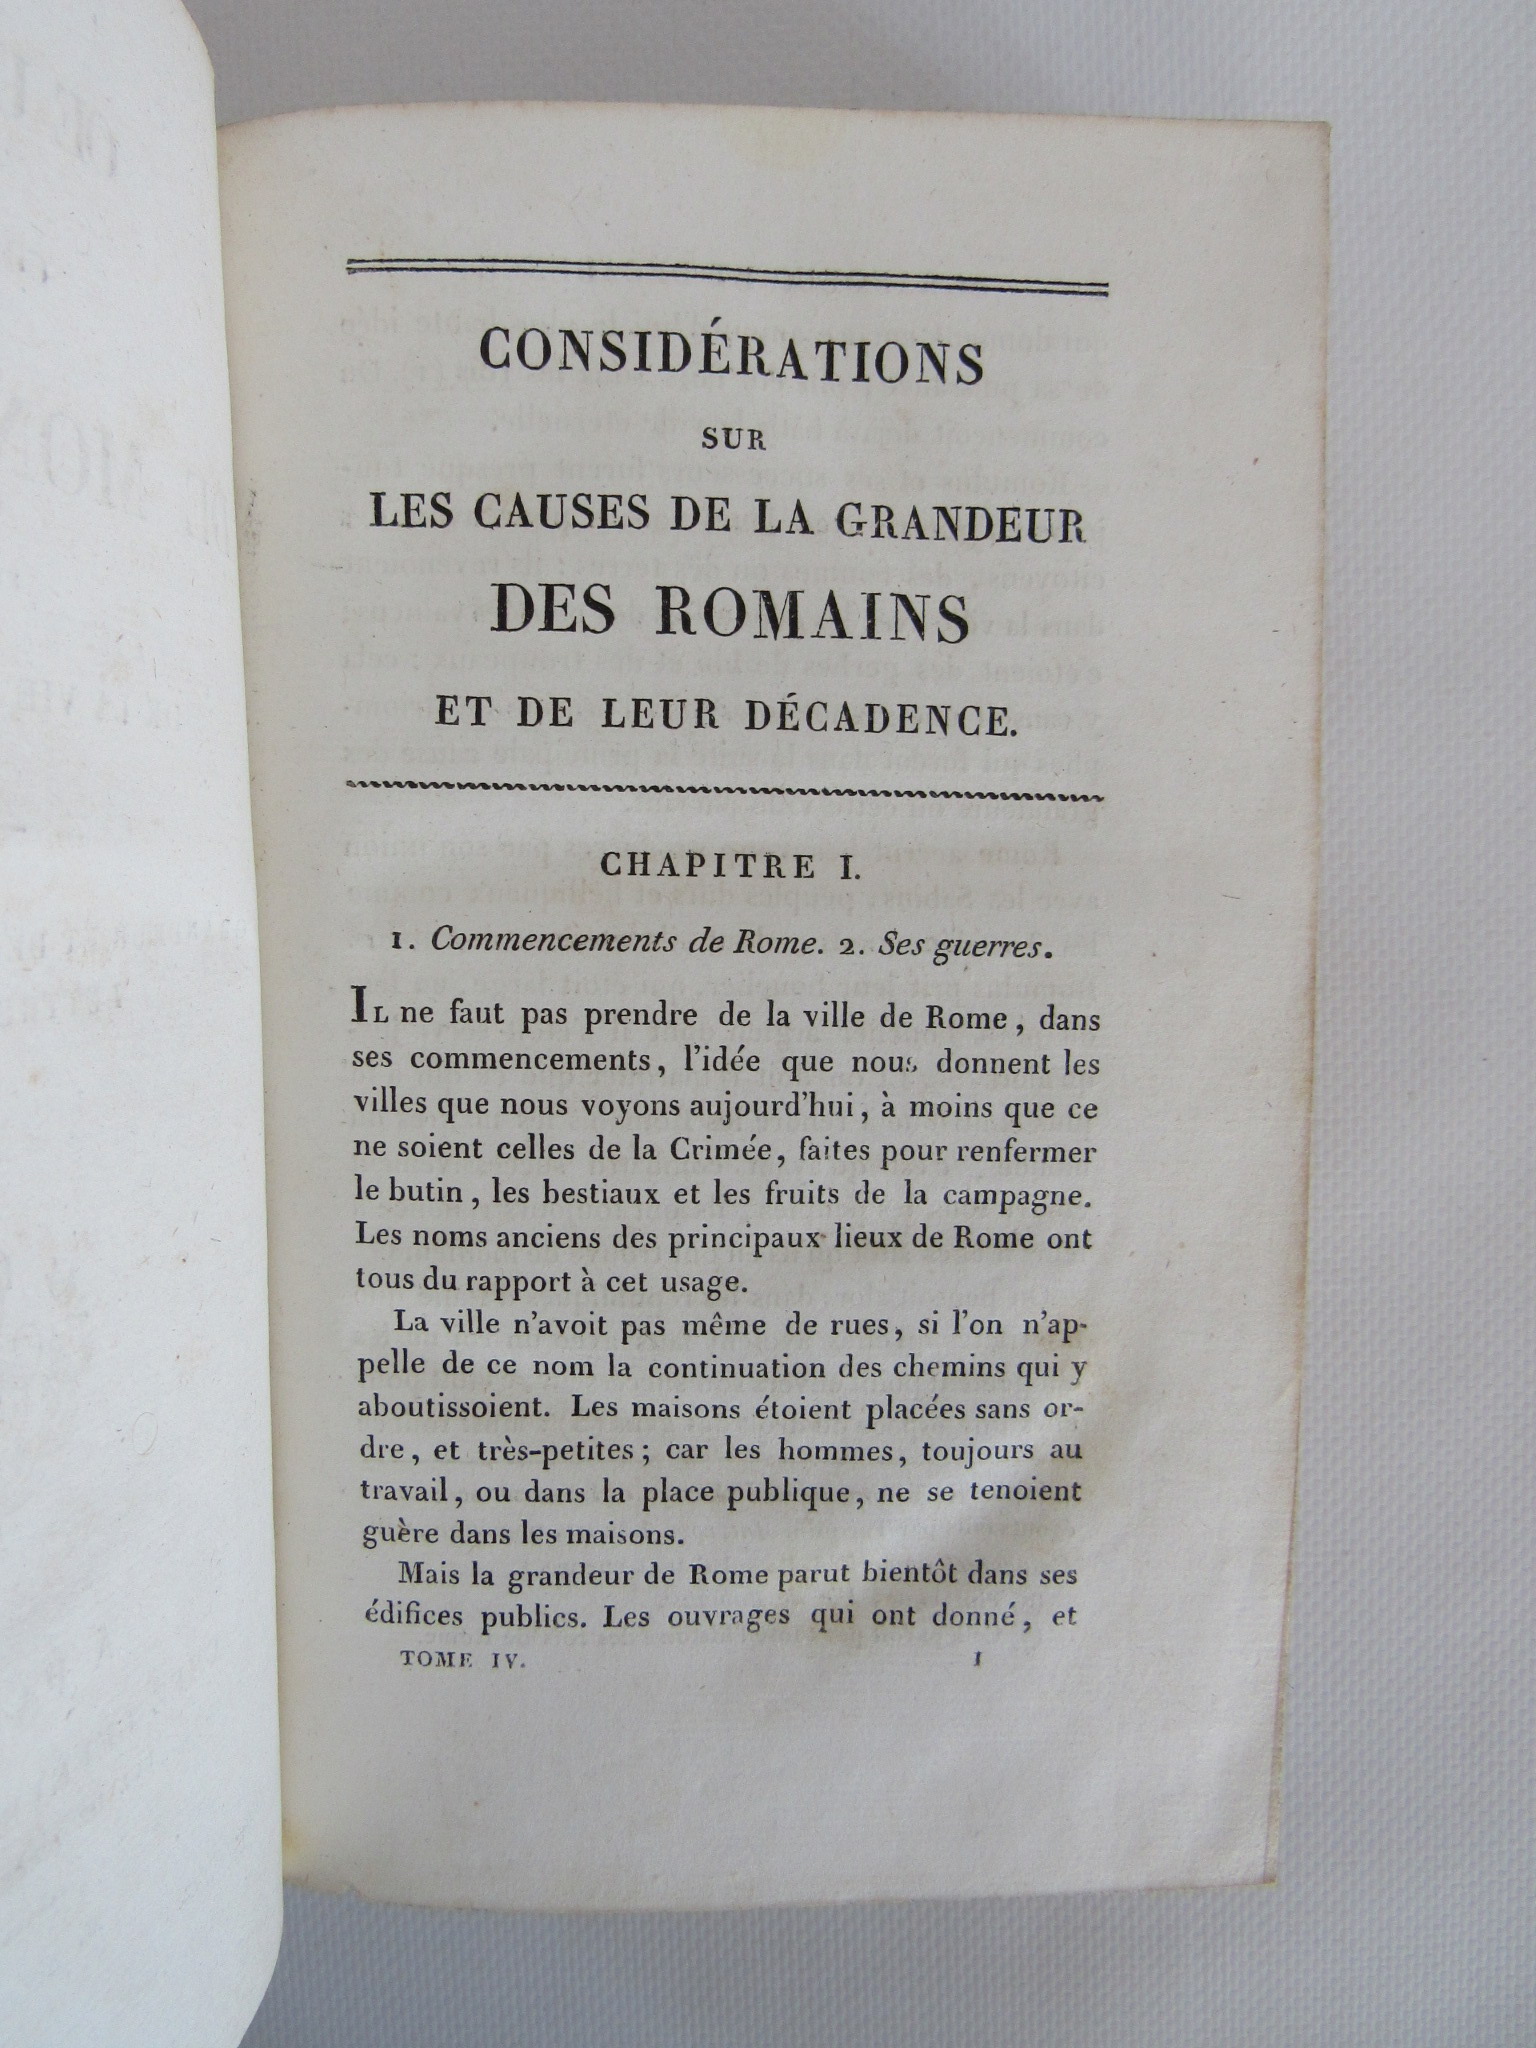 CONSIDÉRATIONS
SUR
LES CAUSES DE LA GRANDEUR
DES ROMAINS
ET DE LEUR DÉCADENCE.
CHAPITRE I.
1. Commencements de Rome. 2. Ses guerres.
IL ne faut pas prendre de la ville de Rome, dans
ses commencements, l'idée que nous donnent les
villes que nous voyons aujourd'hui, à moins que ce
ne soient celles de la Crimée, faites pour renfermer
le butin, les bestiaux et les fruits de la campagne.
Les noms anciens des principaux lieux de Rome ont
tous du rapport à cet usage.
La ville n'avoit pas même de rues, si l'on n'ap-
pelle de ce nom la continuation des chemins qui y
aboutissoient. Les maisons étoient placées sans or-
dre, et très-petites; car les hommes, toujours au
travail, ou dans la place publique, ne se tenoient
guère dans les maisons.
Mais la grandeur de Rome parut bientôt dans ses
édifices publics. Les ouvrages qui ont donné, et
TOME IV. 1